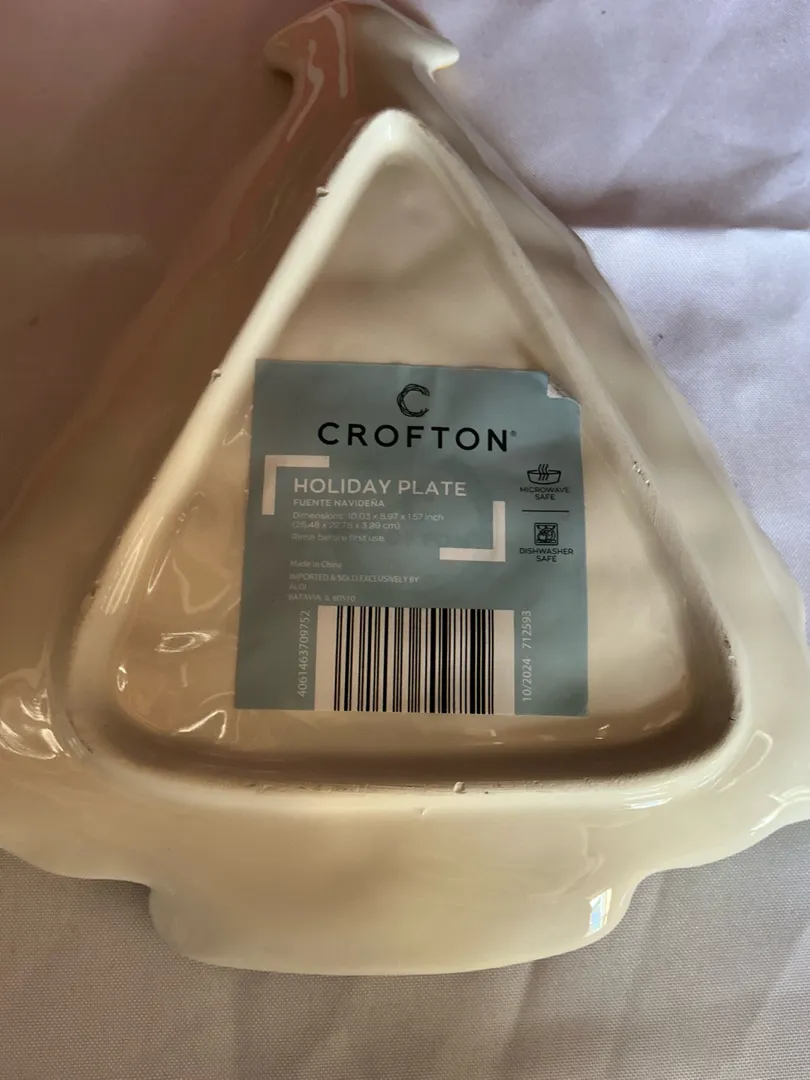 CROFTON®
HOLIDAY PLATE
FUENTE NAVIDEÑA
Dimensions: 10.03 x 8.97 x 1.57 inch
(25.48 x 22.78 x 3.99 cm)
Rinse before first use.
MICROWAVE
SAFE
DISHWASHER
SAFE
Made in China
IMPORTED & SOLD EXCLUSIVELY BY
ALDI
BATAVIA, IL 60510
4061463709752
10/2024 712593